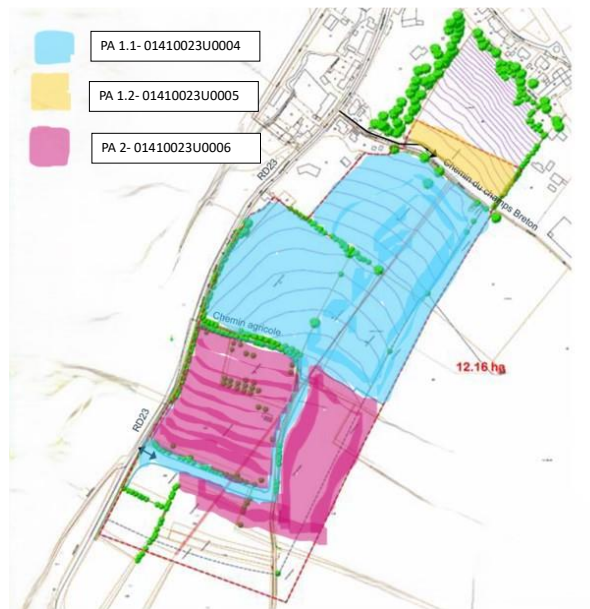 PA 1.1- 01410023U0004
PA 1.2- 01410023U0005
PA 2- 01410023U0006
RD23
Chemin du champs Breton
Chemin agricole
12.16 ha
RD23